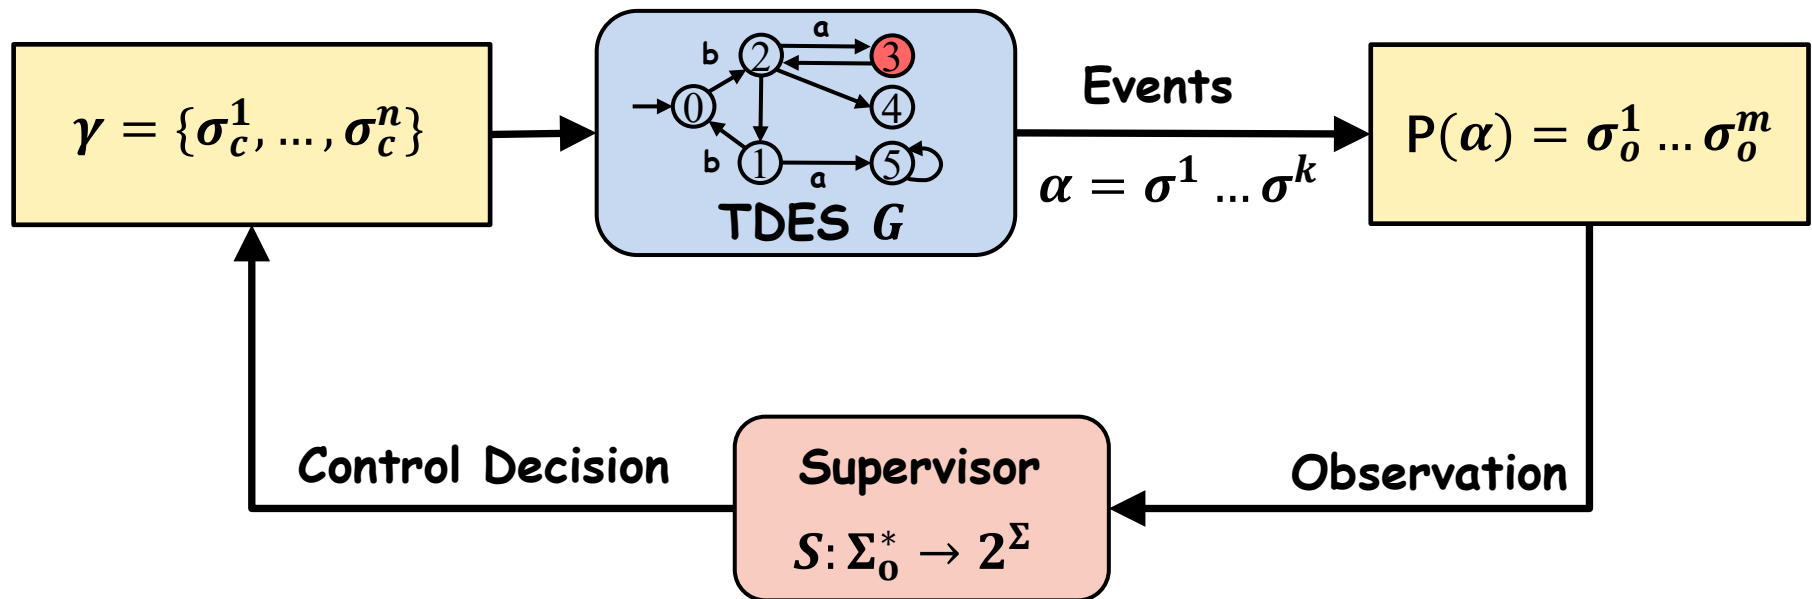 γ = {σ_c^1, ..., σ_c^n}
b
2
a
3
0
4
b
1
a
5
TDES G
Events
α = σ^1 ... σ^k
P(α) = σ_o^1 ... σ_o^m
Control Decision
Supervisor
S: Σ_o^* → 2^Σ
Observation